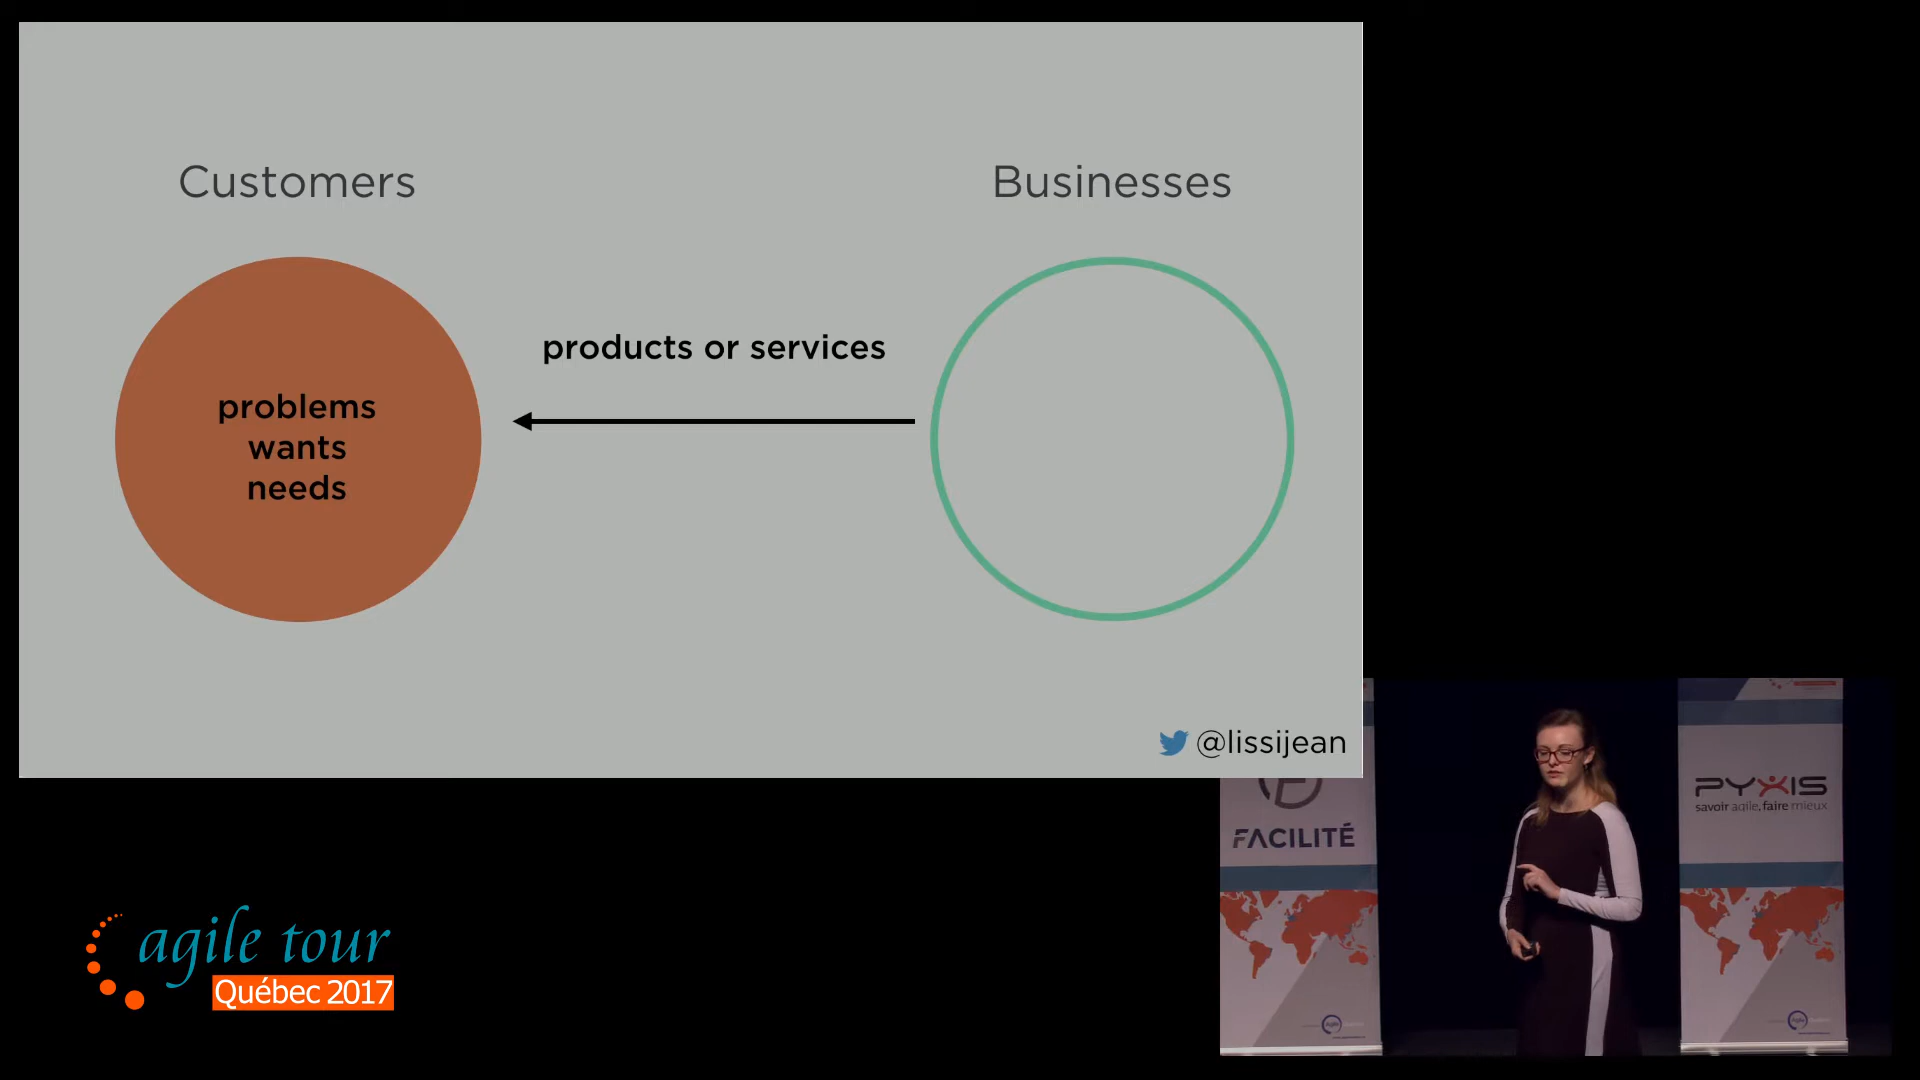 Customers
Businesses
products or services
problems
wants
needs
@lissijean
FACILITÉ
PYXIS
savoir agile, faire mieux
agile tour
Québec 2017